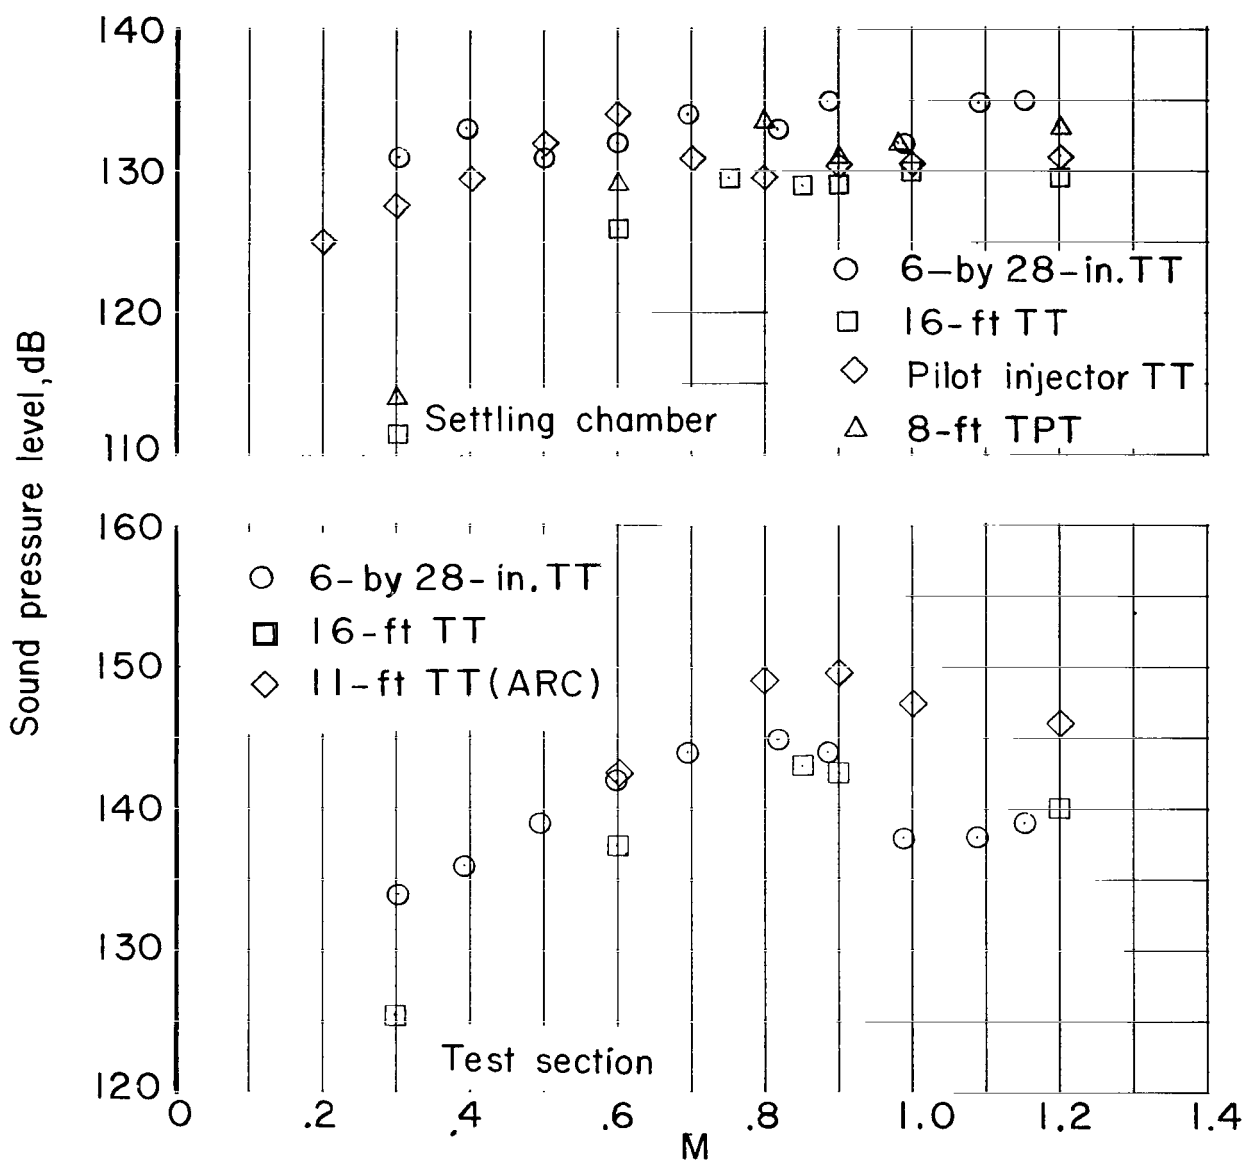 Sound pressure level, dB
140
130
120
110
6-by 28-in. TT
16-ft TT
Pilot injector TT
8-ft TPT
Settling chamber
160
150
140
130
120
6-by 28-in. TT
16-ft TT
11-ft TT (ARC)
Test section
0 .2 .4 .6 .8 1.0 1.2 1.4
M